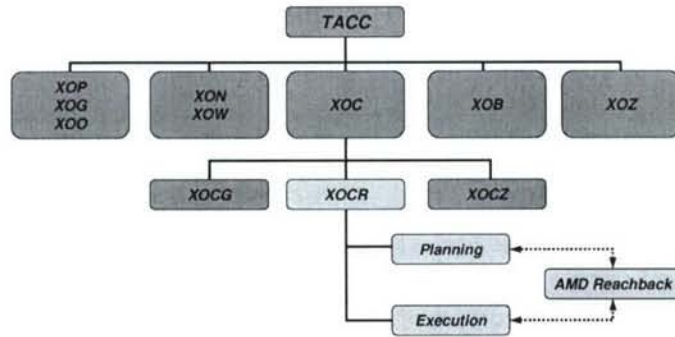 TACC
XOP
XOG
XOO
XON
XOW
XOC
XOB
XOZ
XOCG
XOCR
XOCZ
Planning
AMD Reachback
Execution